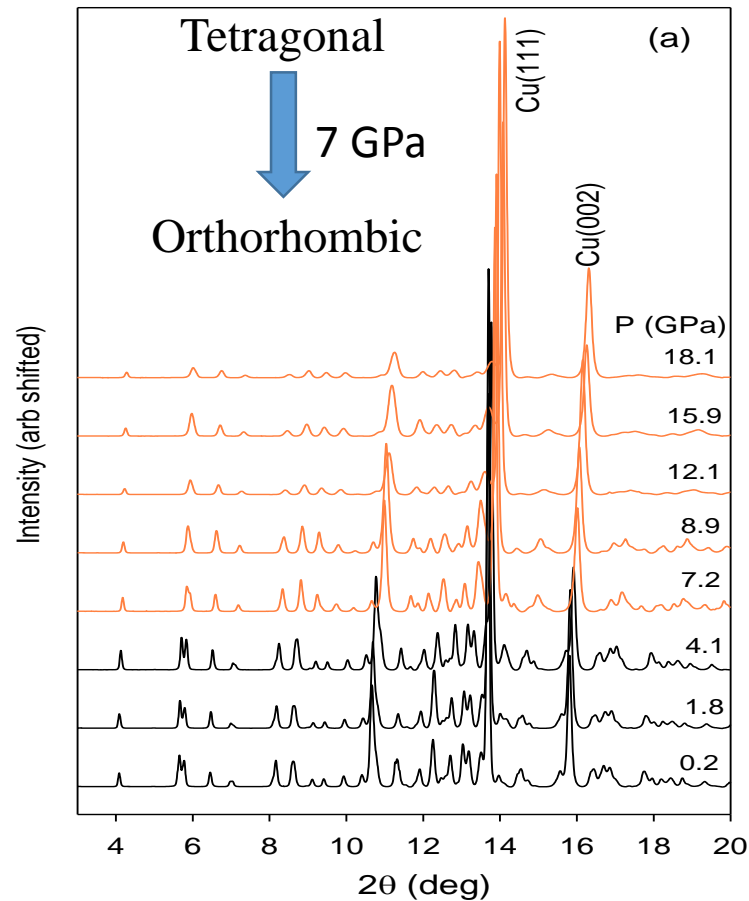 Tetragonal
(a)
Cu(111)
7 GPa
Orthorhombic
Cu(002)
P (GPa)
18.1
15.9
12.1
8.9
7.2
4.1
1.8
0.2
Intensity (arb shifted)
4 6 8 10 12 14 16 18 20
2θ (deg)